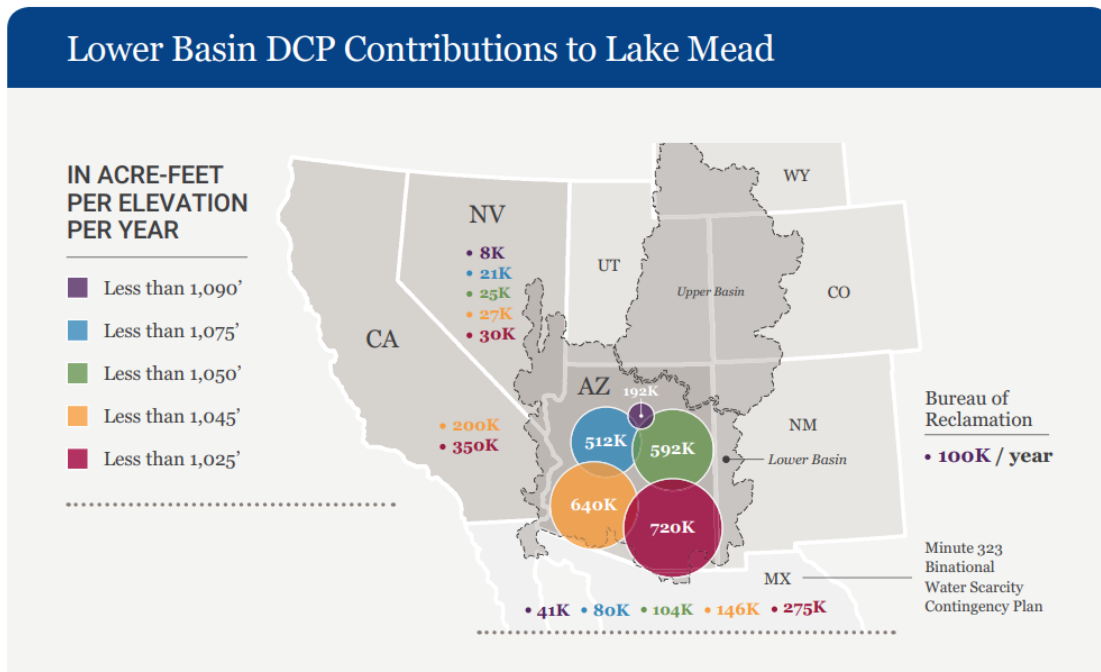 Lower Basin DCP Contributions to Lake Mead
IN ACRE-FEET
PER ELEVATION
PER YEAR
Less than 1,090’
Less than 1,075’
Less than 1,050’
Less than 1,045’
Less than 1,025’
WY
NV
• 8K
• 21K
• 25K
• 27K
• 30K
UT
Upper Basin
CO
CA
AZ
192K
512K
592K
640K
720K
• 200K
• 350K
NM
Lower Basin
Bureau of
Reclamation
• 100K / year
MX
Minute 323
Binational
Water Scarcity
Contingency Plan
• 41K • 80K • 104K • 146K • 275K